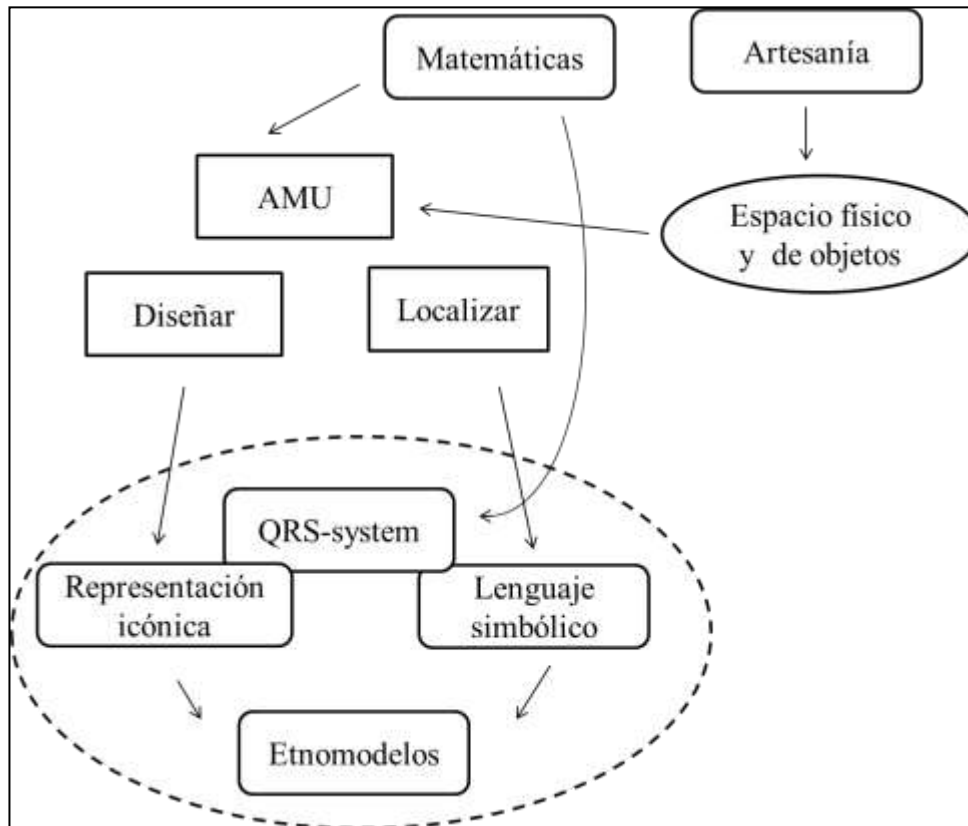 Matemáticas
Artesanía
AMU
Espacio físico
y de objetos
Diseñar
Localizar
QRS-system
Representación
icónica
Lenguaje
simbólico
Etnomodelos